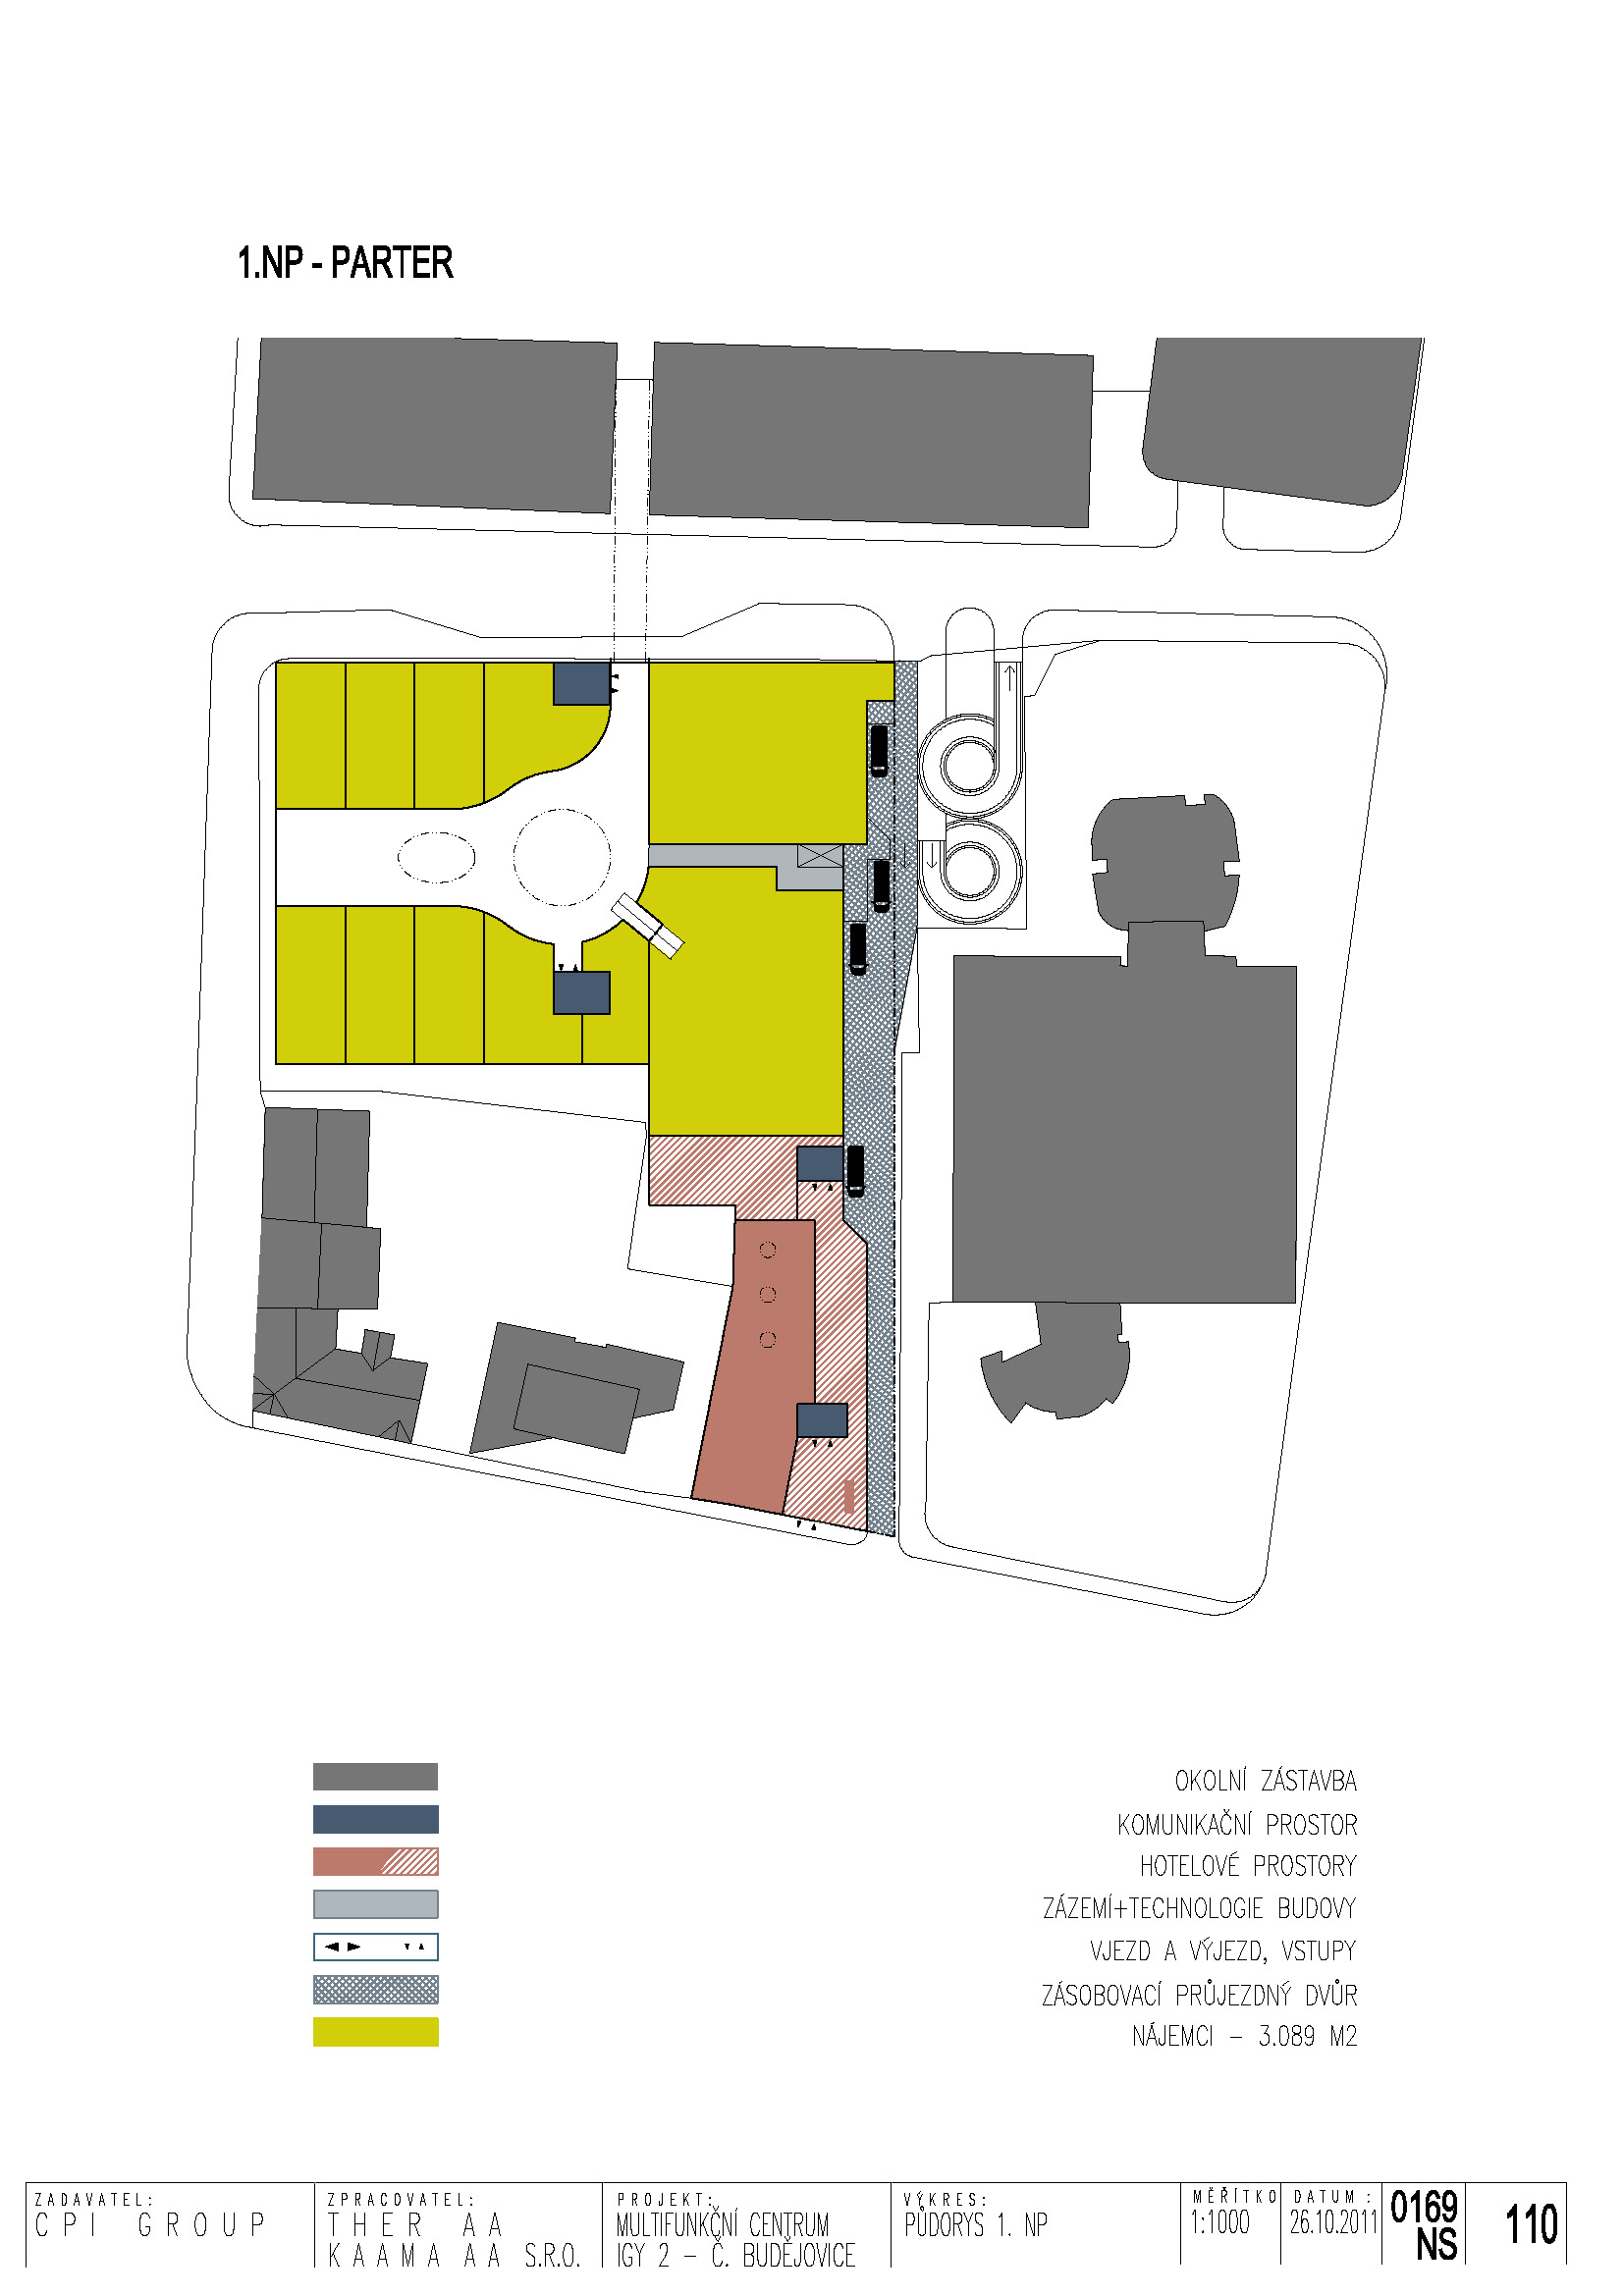 1.NP - PARTER
OKOLNÍ ZÁSTAVBA
KOMUNIKAČNÍ PROSTOR
HOTELOVÉ PROSTORY
ZÁZEMÍ+TECHNOLOGIE BUDOVY
VJEZD A VÝJEZD, VSTUPY
ZÁSOBOVACÍ PRŮJEZDNÝ DVŮR
NÁJEMCI - 3.089 M2
ZADAVATEL:
CPI GROUP
ZPRACOVATEL:
THER AA
KAAMA AA S.R.O.
PROJEKT:
MULTIFUNKČNÍ CENTRUM
IGY 2 - Č. BUDĚJOVICE
VÝKRES:
PŮDORYS 1. NP
MĚŘÍTKO
1:1000
DATUM :
26.10.2011
0169
NS
110